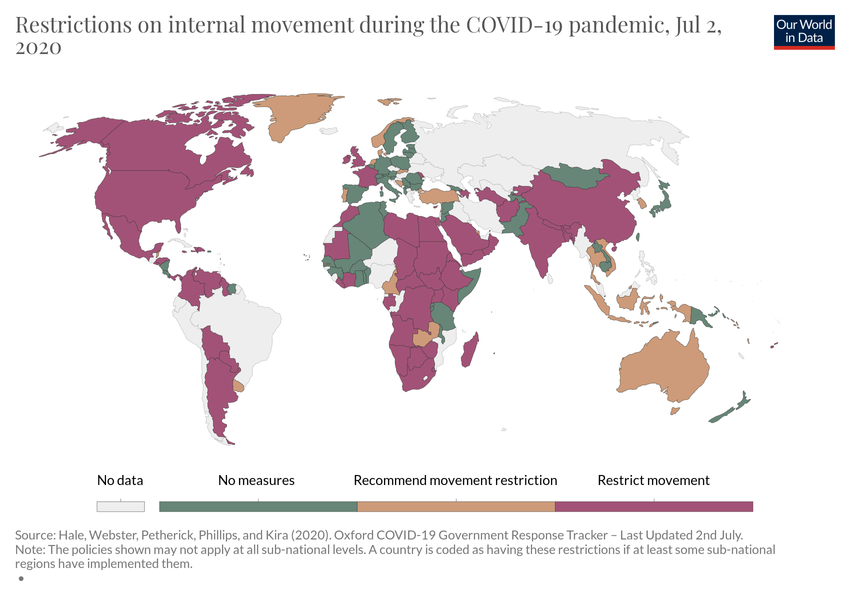 Restrictions on internal movement during the COVID-19 pandemic, Jul 2,
2020
Our World
in Data
No data
No measures
Recommend movement restriction
Restrict movement
Source: Hale, Webster, Petherick, Phillips, and Kira (2020). Oxford COVID-19 Government Response Tracker – Last Updated 2nd July.
Note: The policies shown may not apply at all sub-national levels. A country is coded as having these restrictions if at least some sub-national
regions have implemented them.